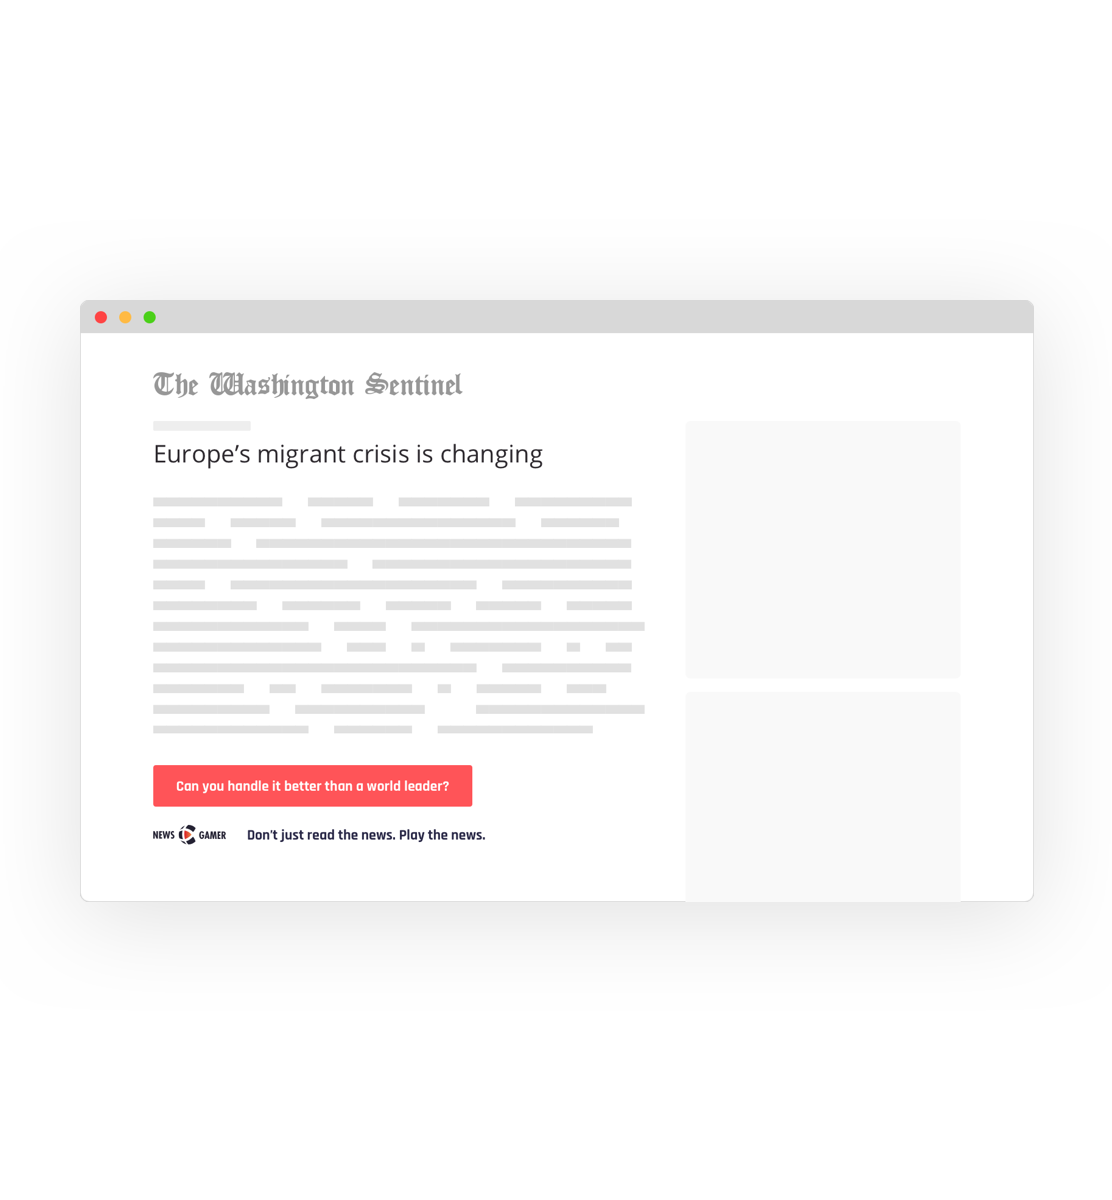 The Washington Sentinel
Europe’s migrant crisis is changing
Can you handle it better than a world leader?
NEWS GAMER
Don't just read the news. Play the news.